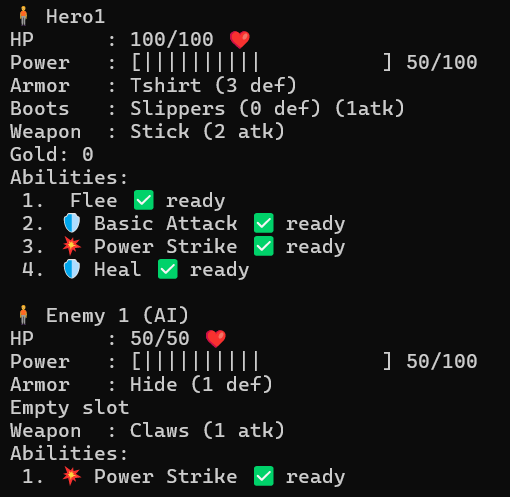 🧍 Hero1
HP      : 100/100 ❤️
Power   : [||||||||||          ] 50/100
Armor   : Tshirt (3 def)
Boots   : Slippers (0 def) (1atk)
Weapon  : Stick (2 atk)
Gold: 0
Abilities:
 1.  Flee ✅ ready
 2. 🛡️ Basic Attack ✅ ready
 3. 💥 Power Strike ✅ ready
 4. 🛡️ Heal ✅ ready

🧍 Enemy 1 (AI)
HP      : 50/50 ❤️
Power   : [||||||||||          ] 50/100
Armor   : Hide (1 def)
Empty slot
Weapon  : Claws (1 atk)
Abilities:
 1. 💥 Power Strike ✅ ready